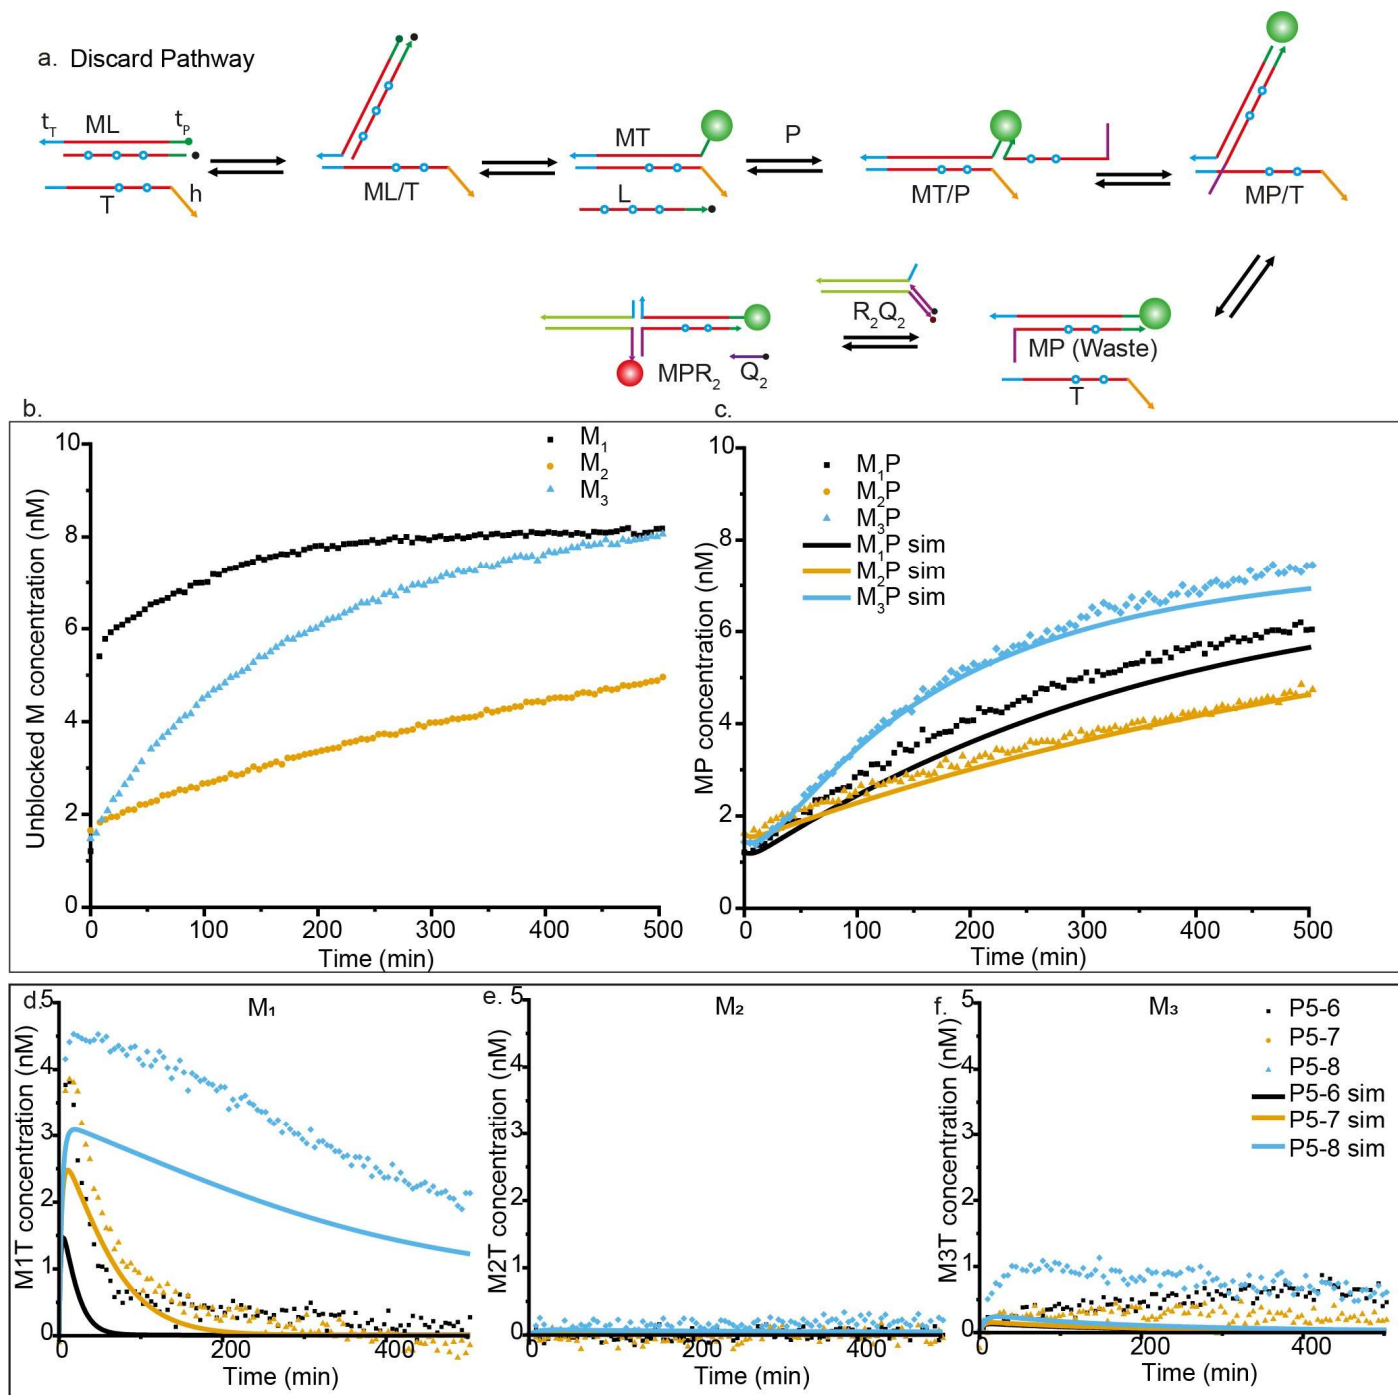 a. Discard Pathway
t_T ML t_P
T h
ML/T
MT
L
P
MT/P
MP/T
MPR₂
Q₂
R₂Q₂
MP (Waste)
T
b.
Unblocked M concentration (nM)
10
8
6
4
2
0
0 100 200 300 400 500
Time (min)
M₁
M₂
M₃
c.
MP concentration (nM)
10
8
6
4
2
0
0 100 200 300 400 500
Time (min)
M₁P
M₂P
M₃P
M₁P sim
M₂P sim
M₃P sim
d.
M₁
M1T concentration (nM)
5
4
3
2
1
0
0 200 400
Time (min)
e.
M₂
M2T concentration (nM)
5
4
3
2
1
0
0 200 400
Time (min)
f.
M₃
M3T concentration (nM)
5
4
3
2
1
0
0 200 400
Time (min)
P5-6
P5-7
P5-8
P5-6 sim
P5-7 sim
P5-8 sim